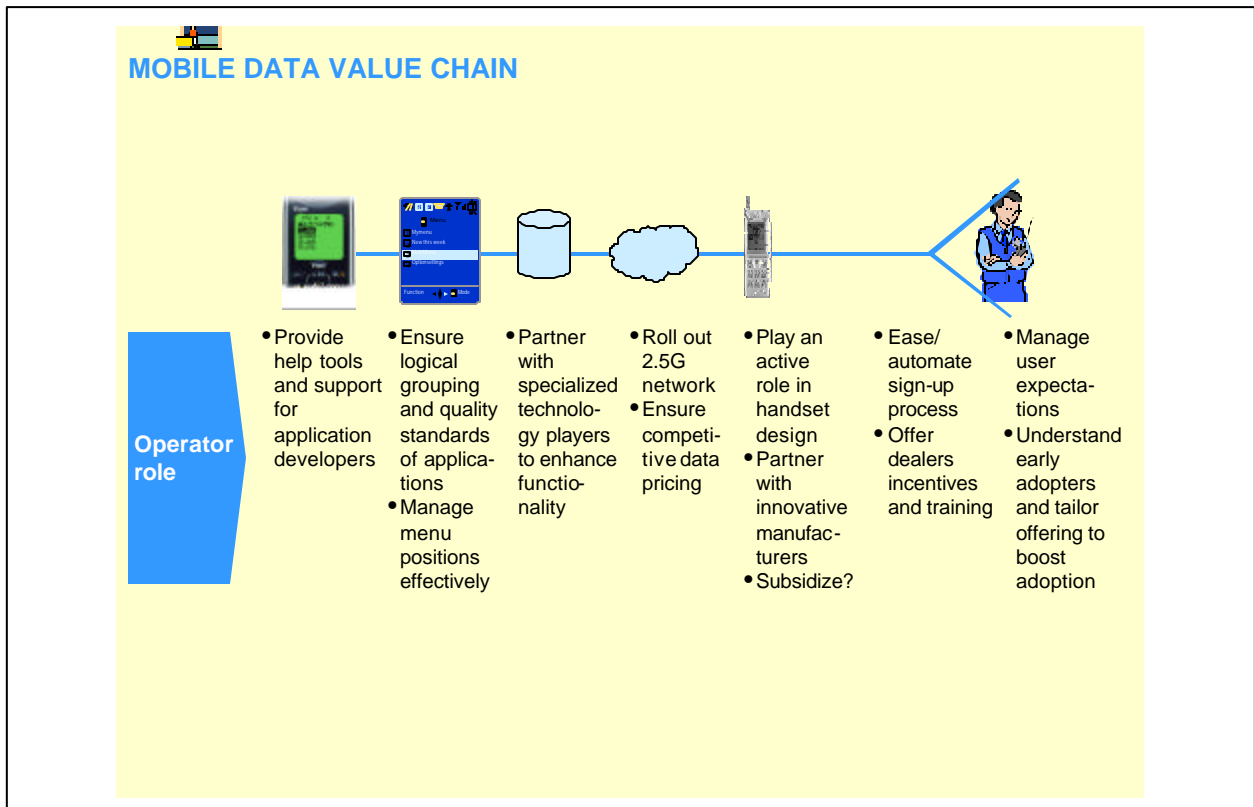 MOBILE DATA VALUE CHAIN
Menu
Mymenu
New this week
Optionsettings
Function
Mode
Operator
role
•Provide
help tools
and support
for
application
developers
•Ensure
logical
grouping
and quality
standards
of applica-
tions
•Manage
menu
positions
effectively
•Partner
with
specialized
technolo-
gy players
to enhance
functio-
nality
•Roll out
2.5G
network
•Ensure
competi-
tive data
pricing
•Play an
active
role in
handset
design
•Partner
with
innovative
manufac-
turers
•Subsidize?
•Ease/
automate
sign-up
process
•Offer
dealers
incentives
and training
•Manage
user
expecta-
tions
•Understand
early
adopters
and tailor
offering to
boost
adoption